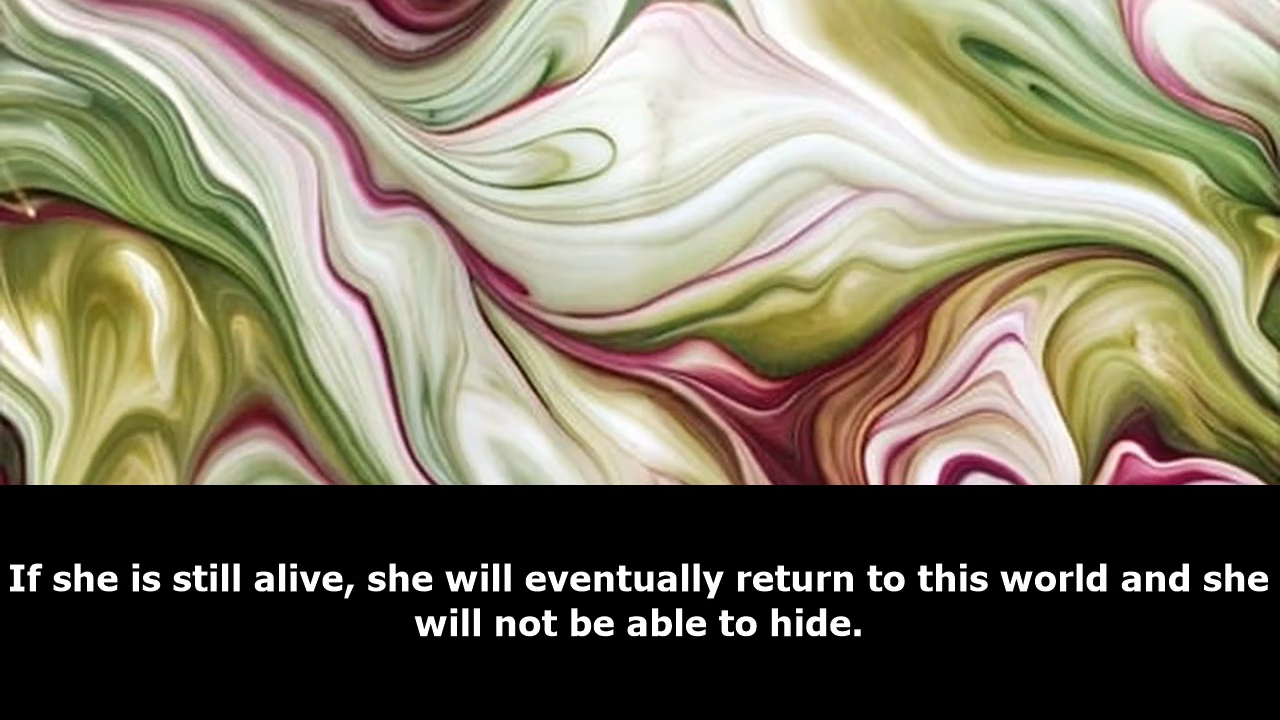 If she is still alive, she will eventually return to this world and she
will not be able to hide.